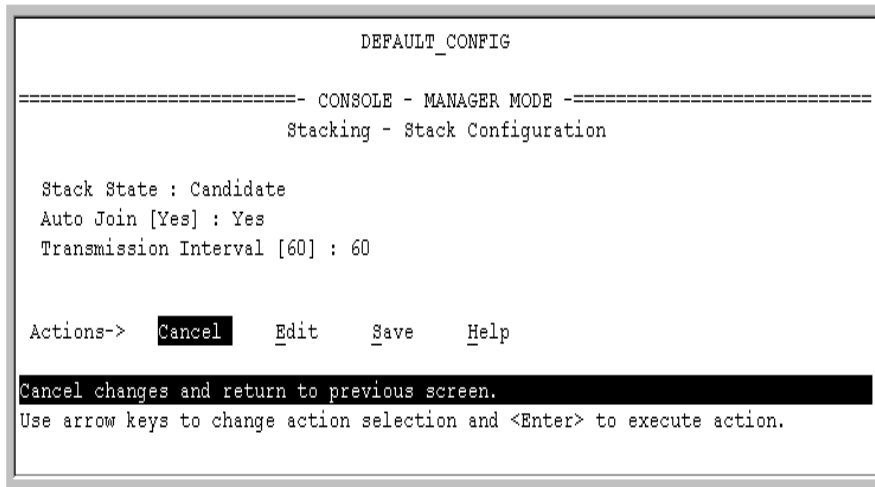 DEFAULT_CONFIG
==========================- CONSOLE - MANAGER MODE -============================
Stacking - Stack Configuration
Stack State : Candidate
Auto Join [Yes] : Yes
Transmission Interval [60] : 60
Actions-> Cancel Edit Save Help
Cancel changes and return to previous screen.
Use arrow keys to change action selection and <Enter> to execute action.